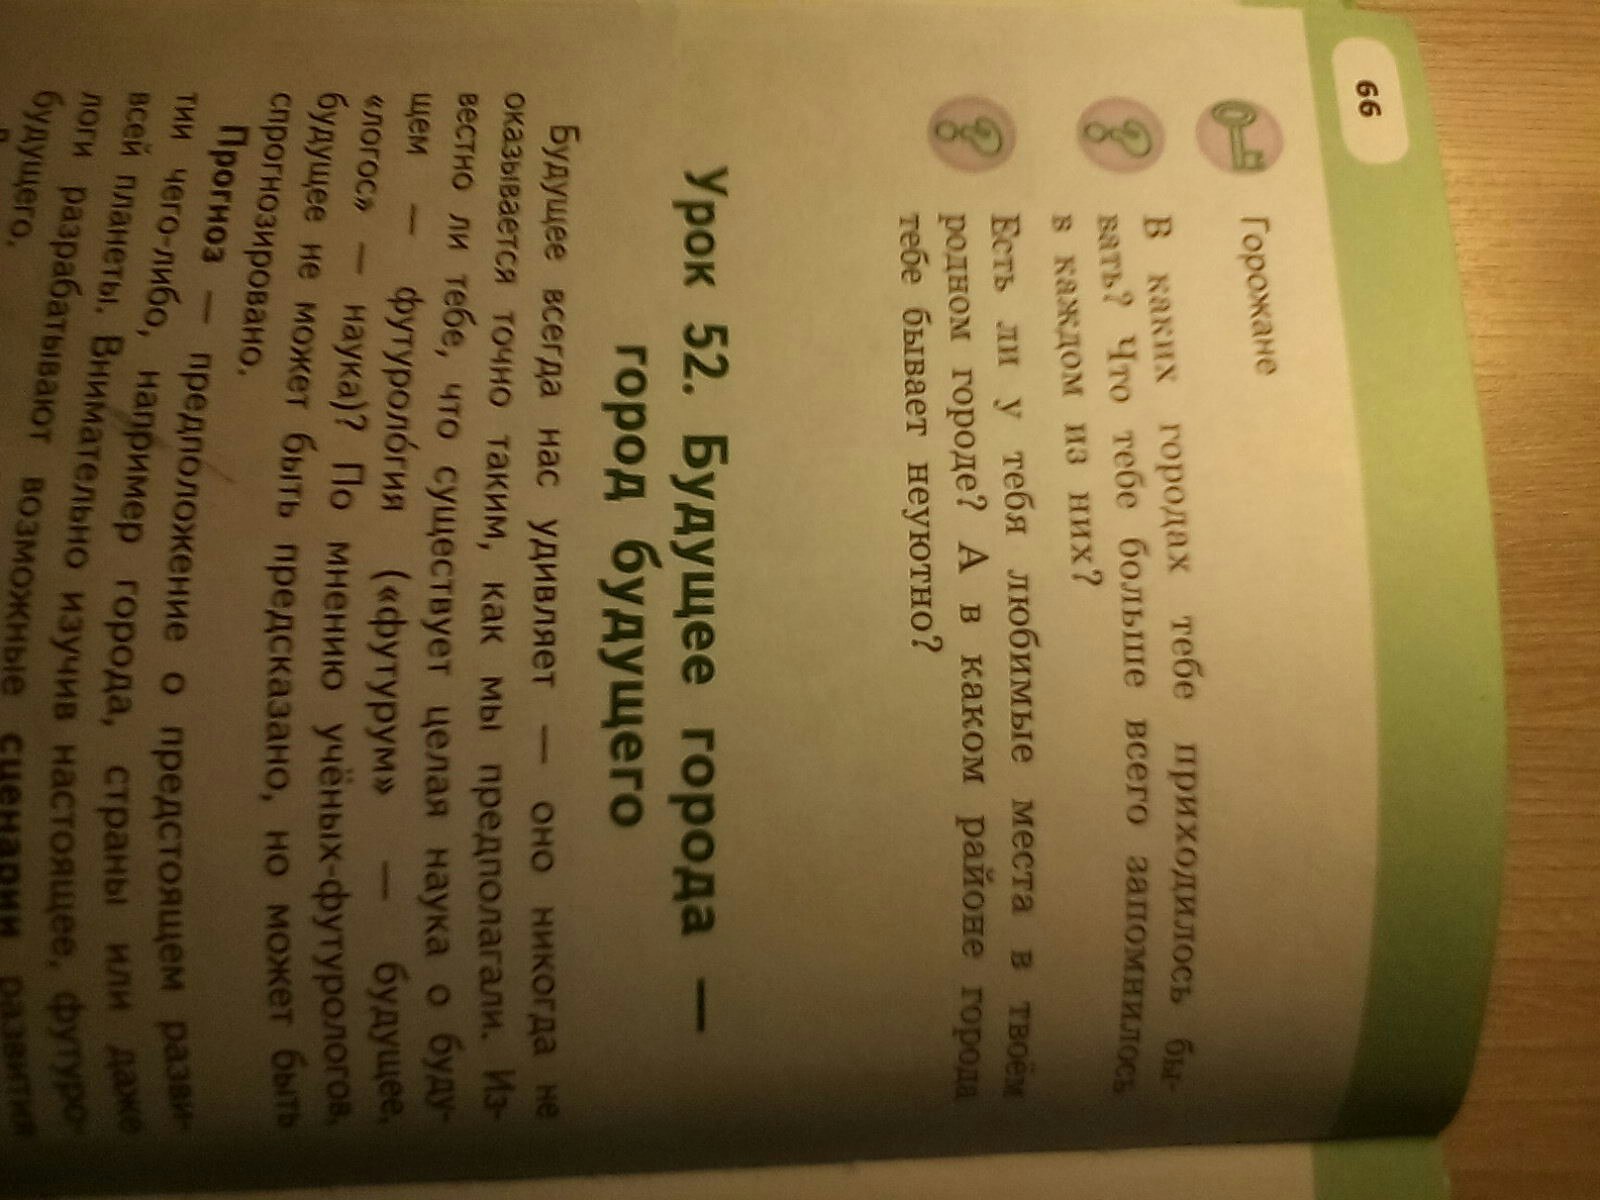 66
Горожане
В каких городах тебе приходилось бы-
вать? Что тебе больше всего запомнилось
в каждом из них?
Есть ли у тебя любимые места в твоём
родном городе? А в каком районе города
тебе бывает неуютно?
Урок 52. Будущее города —
город будущего
Будущее всегда нас удивляет — оно никогда не
оказывается точно таким, как мы предполагали. Из-
вестно ли тебе, что существует целая наука о буду-
щем — футуроло́гия («футурум» — будущее,
«логос» — наука)? По мнению учёных-футурологов,
будущее не может быть предсказано, но может быть
спрогнозировано.
Прогноз — предположение о предстоящем разви-
тии чего-либо, например города, страны или даже
всей планеты. Внимательно изучив настоящее, футуро-
логи разрабатывают возможные сценарии развития
будущего.